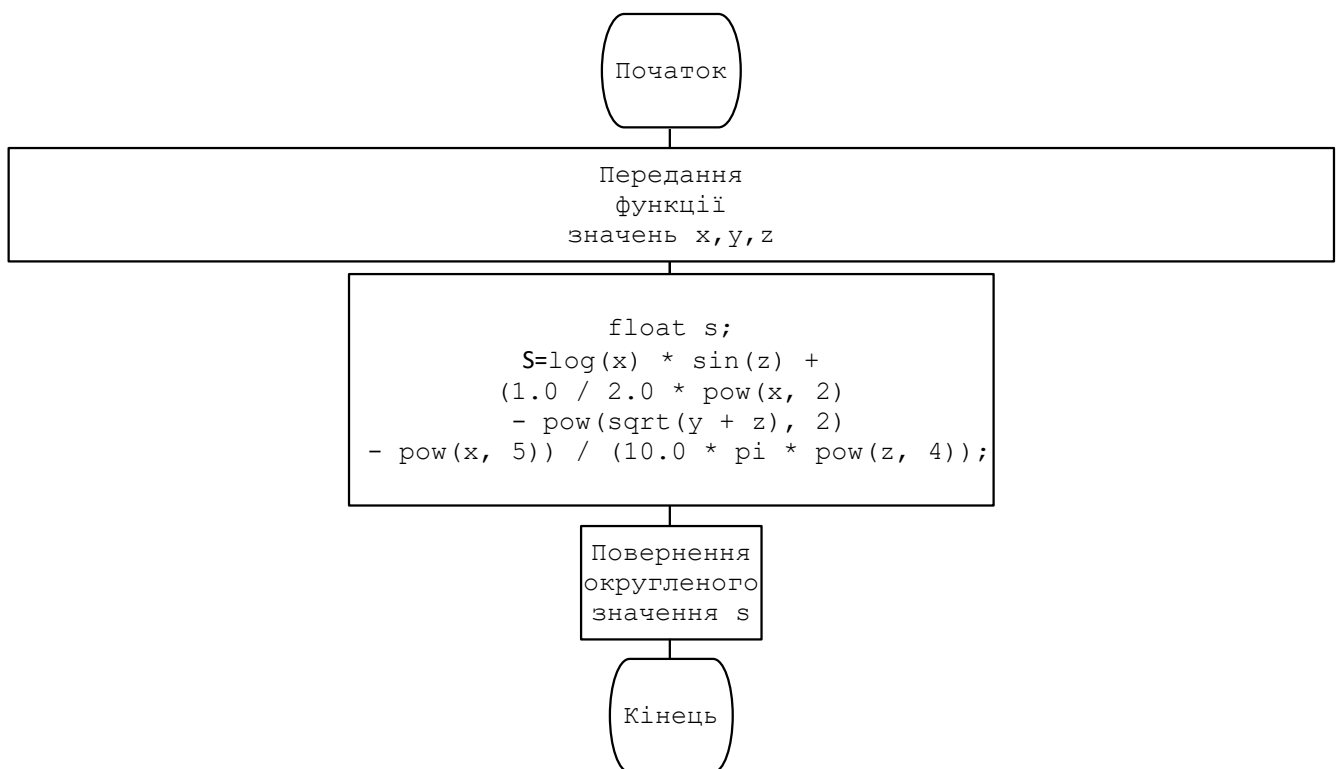 Початок
Передання
функції
значень x,y,z
float s;
S=log(x) * sin(z) +
(1.0 / 2.0 * pow(x, 2)
- pow(sqrt(y + z), 2)
- pow(x, 5)) / (10.0 * pi * pow(z, 4));
Повернення
округленого
значення s
Кінець